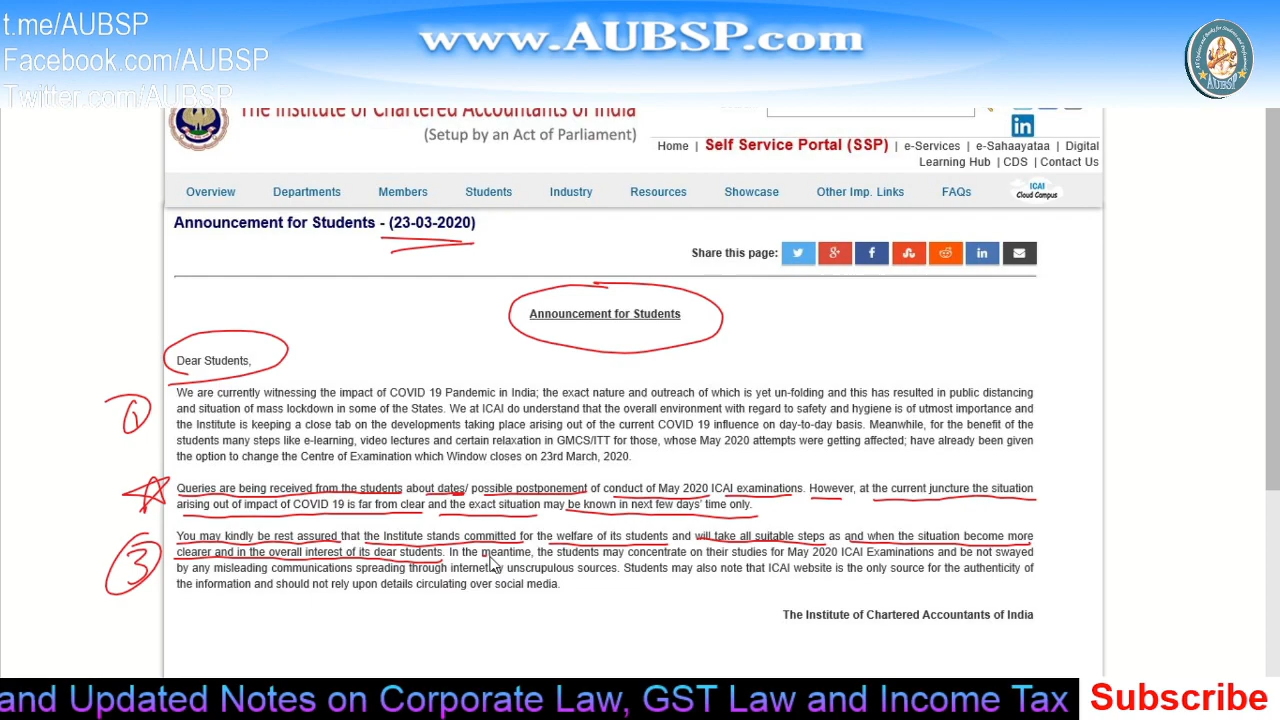 t.me/AUBSP
www.AUBSP.com
Facebook.com/AUBSP
Twitter.com/AUBSP
AUBSP
The Institute of Chartered Accountants of India
(Setup by an Act of Parliament)
in
Home | Self Service Portal (SSP) | e-Services | e-Sahaayataa | Digital
Learning Hub | CDS | Contact Us
Overview Departments Members Students Industry Resources Showcase Other Imp. Links FAQs ICAI
Cloud Campus
Announcement for Students - (23-03-2020)
Share this page:
Announcement for Students
Dear Students,
We are currently witnessing the impact of COVID 19 Pandemic in India; the exact nature and outreach of which is yet un-folding and this has resulted in public distancing
and situation of mass lockdown in some of the States. We at ICAI do understand that the overall environment with regard to safety and hygiene is of utmost importance and
the Institute is keeping a close tab on the developments taking place arising out of the current COVID 19 influence on day-to-day basis. Meanwhile, for the benefit of the
students many steps like e-learning, video lectures and certain relaxation in GMCS/ITT for those, whose May 2020 attempts were getting affected; have already been given
the option to change the Centre of Examination which Window closes on 23rd March, 2020.
1
Queries are being received from the students about dates/ possible postponement of conduct of May 2020 ICAI examinations. However, at the current juncture the situation
arising out of impact of COVID 19 is far from clear and the exact situation may be known in next few days' time only.
You may kindly be rest assured that the Institute stands committed for the welfare of its students and will take all suitable steps as and when the situation become more
clearer and in the overall interest of its dear students. In the meantime, the students may concentrate on their studies for May 2020 ICAI Examinations and be not swayed
by any misleading communications spreading through internet by unscrupulous sources. Students may also note that ICAI website is the only source for the authenticity of
the information and should not rely upon details circulating over social media.
3
The Institute of Chartered Accountants of India
and Updated Notes on Corporate Law, GST Law and Income Tax
Subscribe